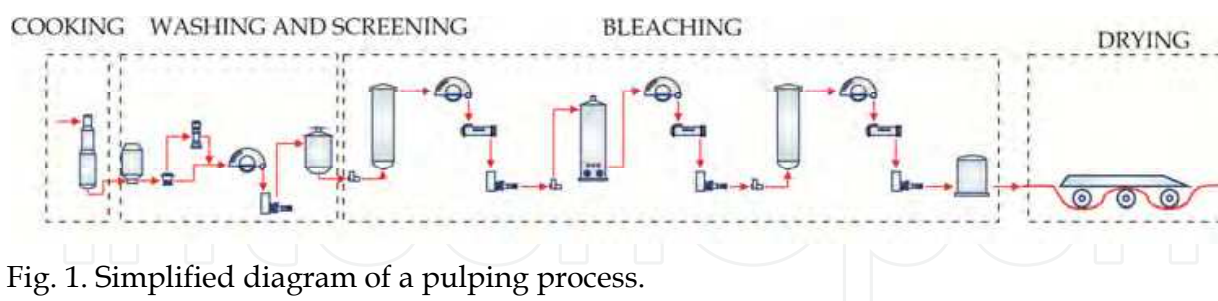 COOKING WASHING AND SCREENING BLEACHING DRYING
Fig. 1. Simplified diagram of a pulping process.